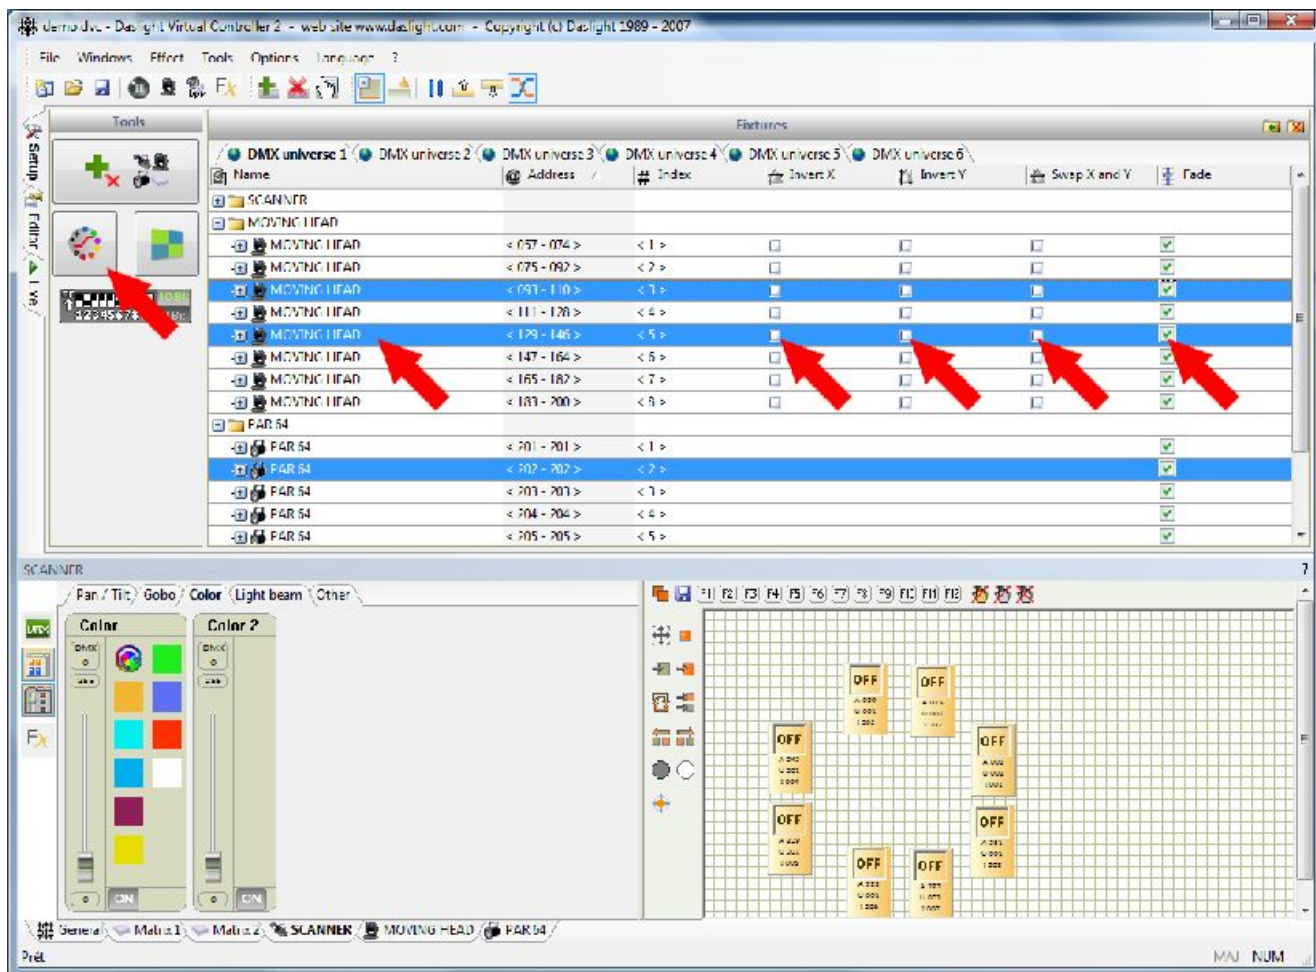 demo.dvc - Daslight Virtual Controller 2 - web site www.daslight.com - Copyright (c) Daslight 1989 - 2007
File Windows Effect Tools Options Language ?
Tools
Fixtures
Setup
Editor
Live
DMX universe 1 DMX universe 2 DMX universe 3 DMX universe 4 DMX universe 5 DMX universe 6
Name @ Address # Index Invert X Invert Y Swap X and Y Fade
SCANNER
MOVING HEAD
MOVING HEAD < 057 - 074 > < 1 >
MOVING HEAD < 075 - 092 > < 2 >
MOVING HEAD < 093 - 110 > < 3 >
MOVING HEAD < 111 - 128 > < 4 >
MOVING HEAD < 129 - 146 > < 5 >
MOVING HEAD < 147 - 164 > < 6 >
MOVING HEAD < 165 - 182 > < 7 >
MOVING HEAD < 183 - 200 > < 8 >
PAR 64
PAR 64 < 201 - 201 > < 1 >
PAR 64 < 202 - 202 > < 2 >
PAR 64 < 203 - 203 > < 3 >
PAR 64 < 204 - 204 > < 4 >
PAR 64 < 205 - 205 > < 5 >
SCANNER
Pan / Tilt Gobo Color Light beam Other
F1 F2 F3 F4 F5 F6 F7 F8 F9 F10 F11 F12
Color Color 2
DMX DMX
0 0
Fx
OFF OFF
OFF OFF
OFF OFF
OFF OFF
0 ON 0 ON
General Matrix 1 Matrix 2 SCANNER MOVING HEAD PAR 64
Prêt MAJ NUM